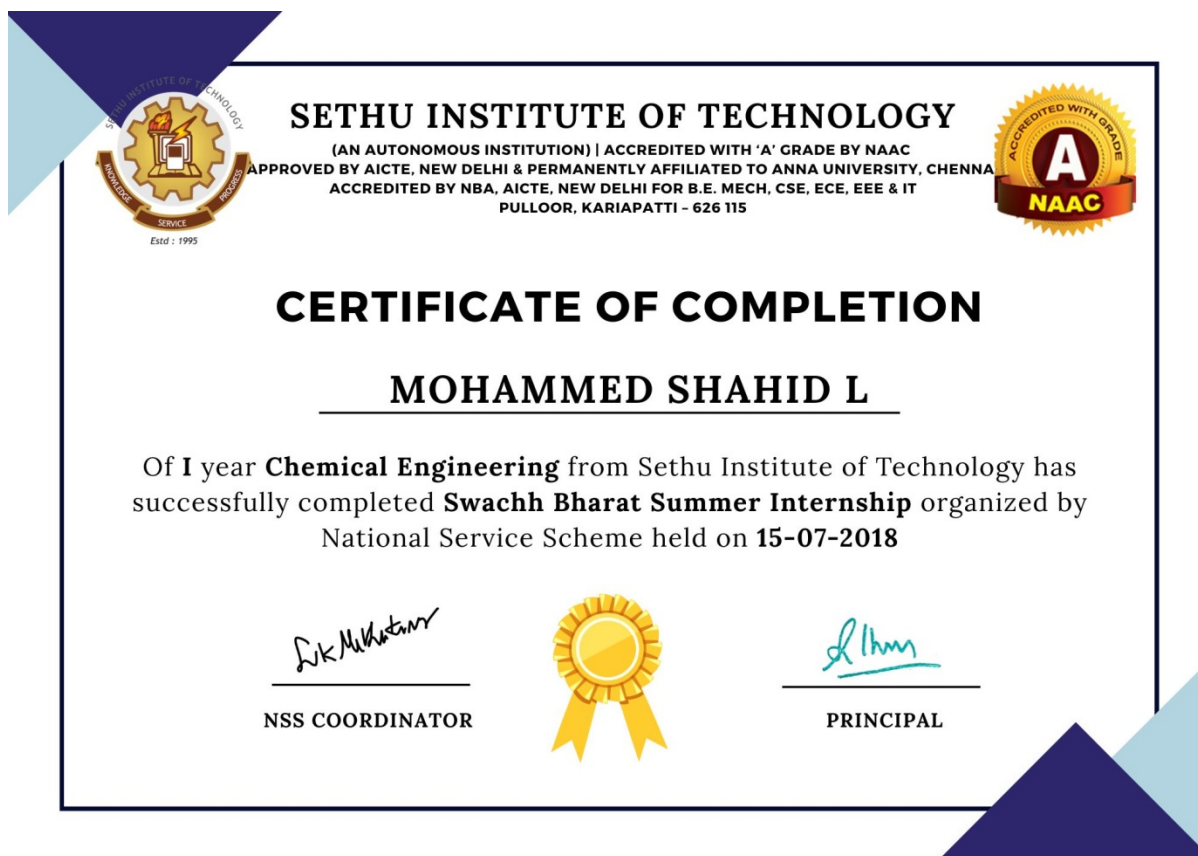 SETHU INSTITUTE OF TECHNOLOGY
SETHU INSTITUTE OF TECHNOLOGY
(AN AUTONOMOUS INSTITUTION) | ACCREDITED WITH ‘A’ GRADE BY NAAC
APPROVED BY AICTE, NEW DELHI & PERMANENTLY AFFILIATED TO ANNA UNIVERSITY, CHENNA
ACCREDITED BY NBA, AICTE, NEW DELHI FOR B.E. MECH, CSE, ECE, EEE & IT
PULLOOR, KARIAPATTI – 626 115
KNOWLEDGE
SERVICE
PROGRESS
Estd : 1995
ACCREDITED WITH GRADE
A
NAAC
CERTIFICATE OF COMPLETION
MOHAMMED SHAHID L
Of I year Chemical Engineering from Sethu Institute of Technology has
successfully completed Swachh Bharat Summer Internship organized by
National Service Scheme held on 15-07-2018
NSS COORDINATOR
PRINCIPAL